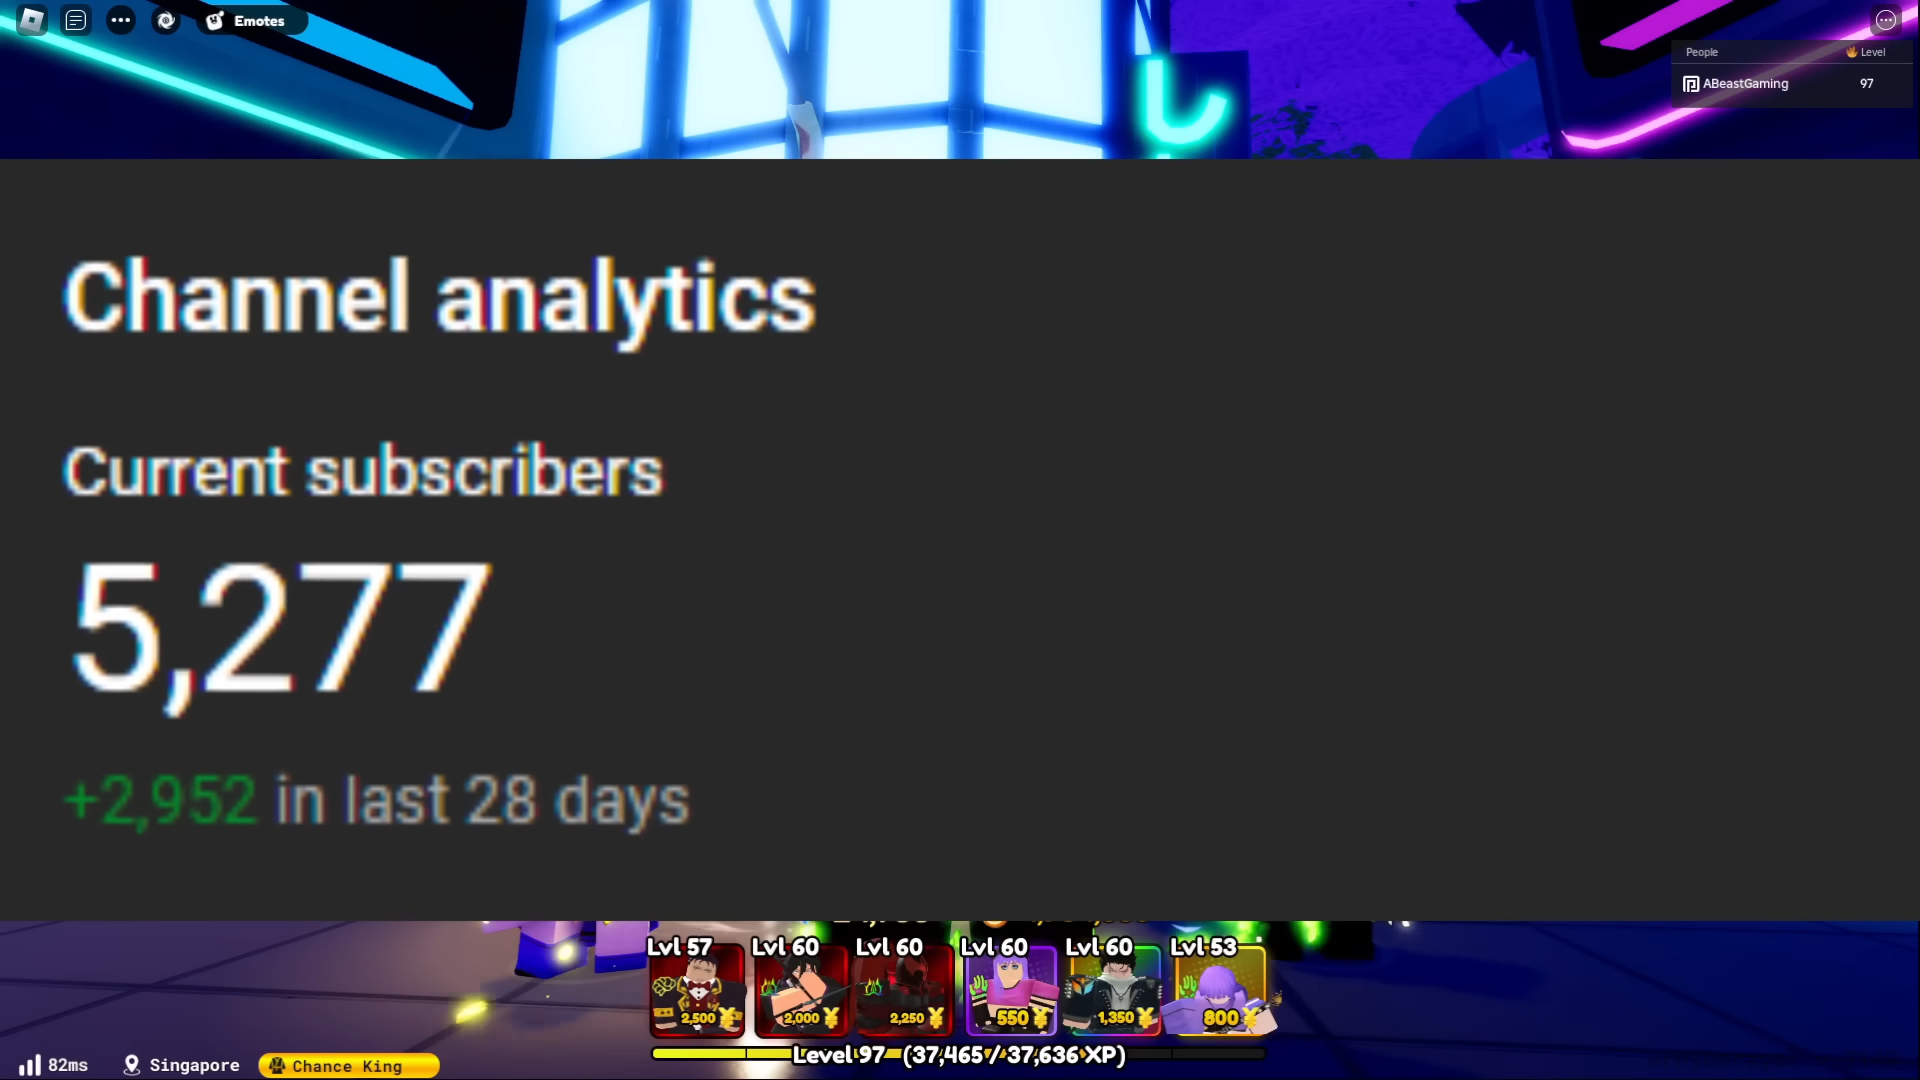 Emotes
People Level
ABeastGaming 97
Channel analytics
Current subscribers
5,277
+2,952 in last 28 days
Lvl 57 Lvl 60 Lvl 60 Lvl 60 Lvl 60 Lvl 53
2,500¥ 2,000¥ 2,250¥ 550¥ 1,350¥ 800¥
Level 97 (37,465/37,636 XP)
82ms Singapore Chance King